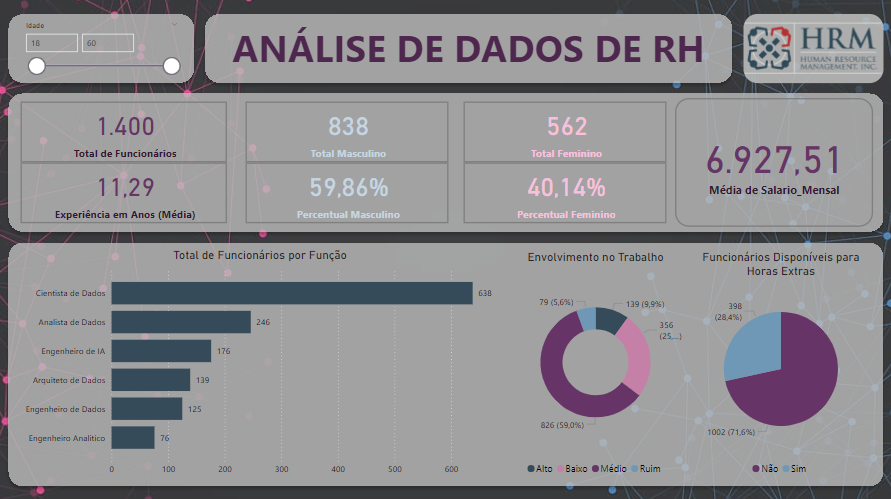 Idade
18
60
ANÁLISE DE DADOS DE RH
HRM
HUMAN RESOURCE
MANAGEMENT, INC.
1.400
Total de Funcionários
11,29
Experiência em Anos (Média)
838
Total Masculino
59,86%
Percentual Masculino
562
Total Feminino
40,14%
Percentual Feminino
6.927,51
Média de Salario_Mensal
Total de Funcionários por Função
Cientista de Dados
638
Analista de Dados
246
Engenheiro de IA
176
Arquiteto de Dados
139
Engenheiro de Dados
125
Engenheiro Analitico
76
0 100 200 300 400 500 600
Envolvimento no Trabalho
79 (5,6%)
139 (9,9%)
356
(25,...)
826 (59,0%)
Alto Baixo Médio Ruim
Funcionários Disponíveis para
Horas Extras
398
(28,4%)
1002 (71,6%)
Não Sim